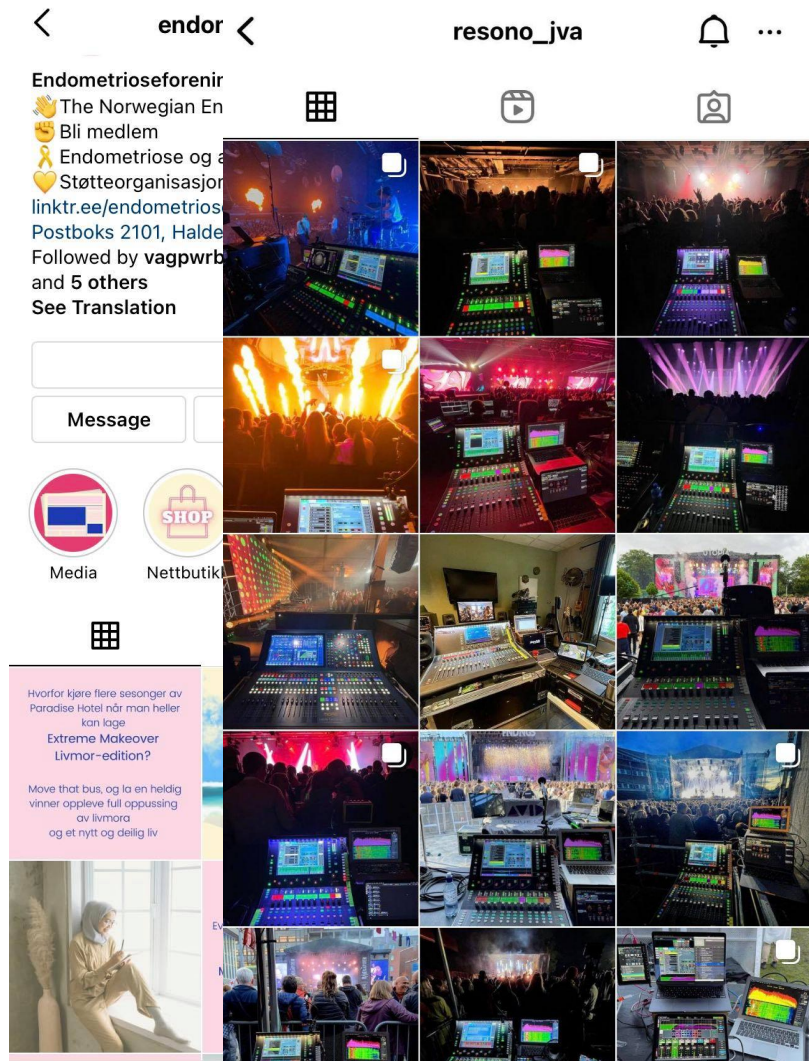 endor
Endometrioseforenir
👋The Norwegian En
✊Bli medlem
🎗️Endometriose og a
💛Støtteorganisasjor
linktr.ee/endometriose
Postboks 2101, Halde
Followed by vagpwrb
and 5 others
See Translation
Message
Media
SHOP
Nettbutikk
Hvorfor kjøre flere sesonger av
Paradise Hotel når man heller
kan lage
Extreme Makeover
Livmor-edition?
Move that bus, og la en heldig
vinner oppleve full oppussing
av livmora
og et nytt og deilig liv
Ev
resono_jva